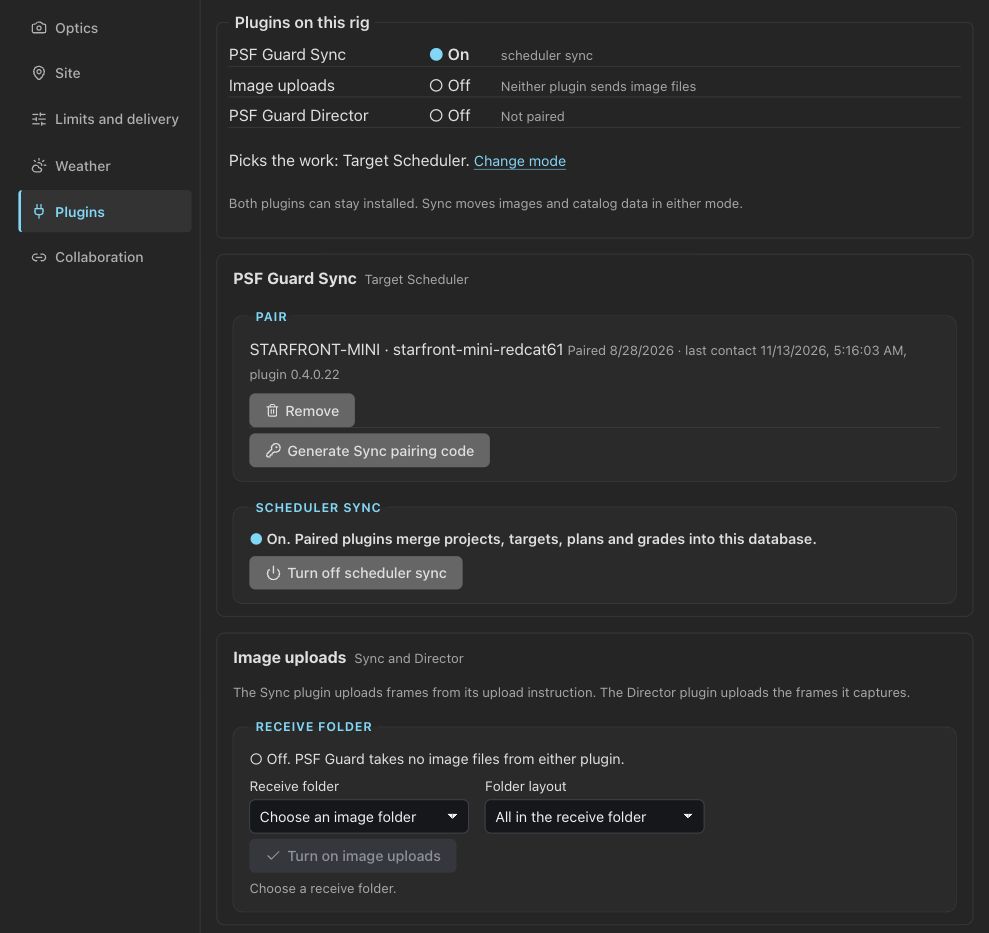 Optics
Site
Limits and delivery
Weather
Plugins
Collaboration
Plugins on this rig
PSF Guard Sync On scheduler sync
Image uploads Off Neither plugin sends image files
PSF Guard Director Off Not paired
Picks the work: Target Scheduler. Change mode
Both plugins can stay installed. Sync moves images and catalog data in either mode.
PSF Guard Sync Target Scheduler
PAIR
STARFRONT-MINI · starfront-mini-redcat61 Paired 8/28/2026 · last contact 11/13/2026, 5:16:03 AM,
plugin 0.4.0.22
Remove
Generate Sync pairing code
SCHEDULER SYNC
On. Paired plugins merge projects, targets, plans and grades into this database.
Turn off scheduler sync
Image uploads Sync and Director
The Sync plugin uploads frames from its upload instruction. The Director plugin uploads the frames it captures.
RECEIVE FOLDER
Off. PSF Guard takes no image files from either plugin.
Receive folder Folder layout
Choose an image folder All in the receive folder
Turn on image uploads
Choose a receive folder.